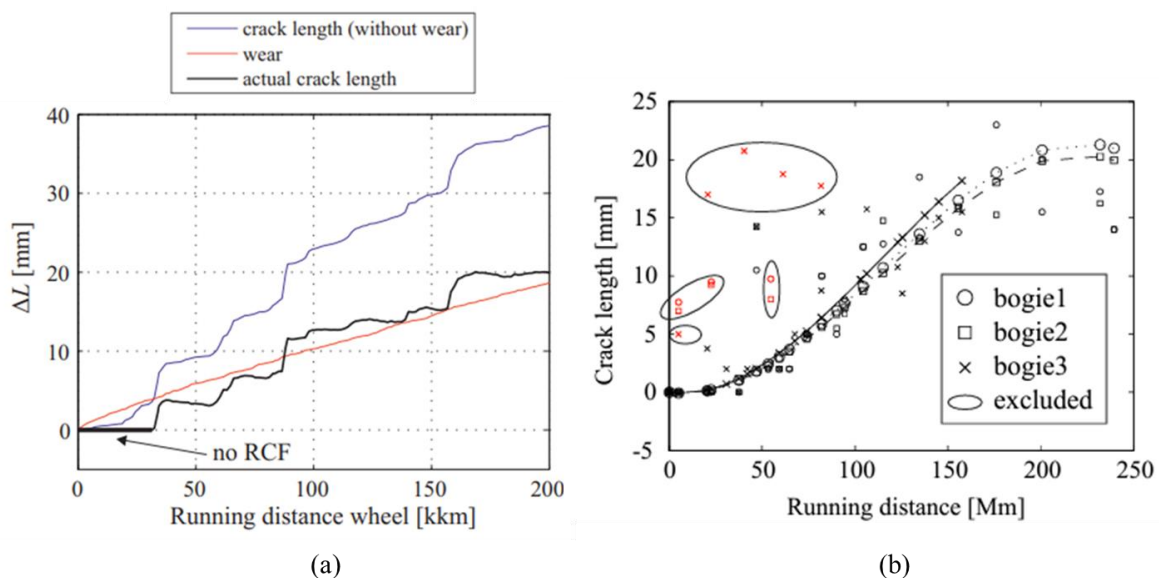 crack length (without wear)
wear
actual crack length
40
30
20
10
0
ΔL [mm]
no RCF
0
50
100
150
200
Running distance wheel [kkm]
(a)
25
20
15
10
5
0
-5
Crack length [mm]
bogie1
bogie2
bogie3
excluded
0
50
100
150
200
250
Running distance [Mm]
(b)